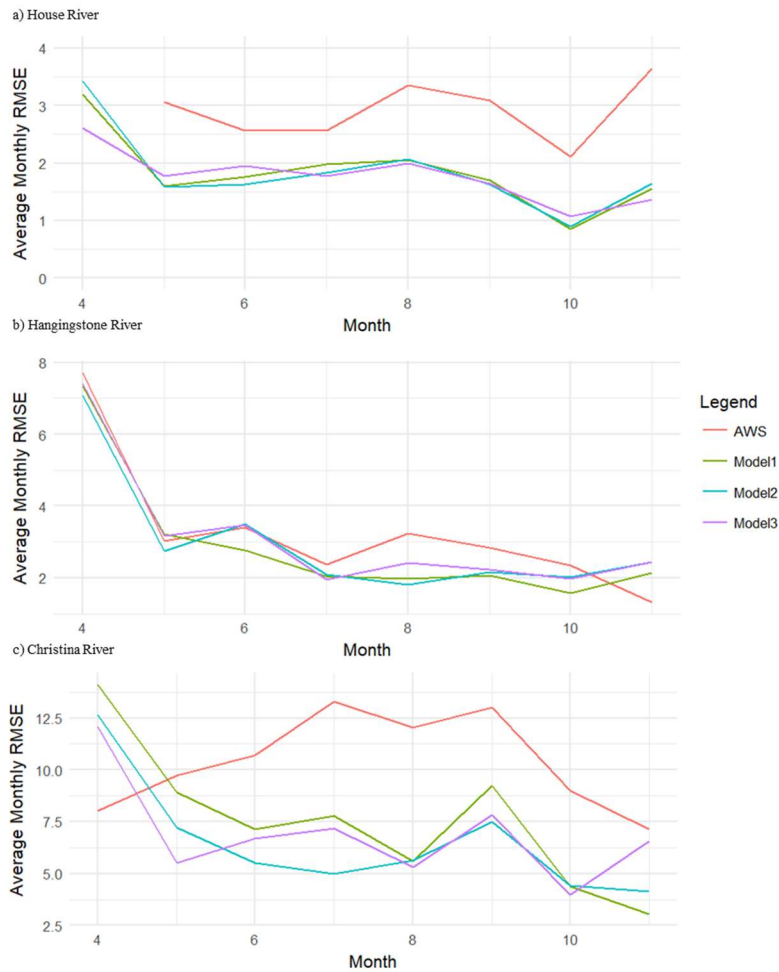 a) House River
Average Monthly RMSE
4
3
2
1
0
4
6
8
10
Month
b) Hangingstone River
Average Monthly RMSE
8
6
4
2
4
6
8
10
Month
Legend
AWS
Model1
Model2
Model3
c) Christina River
Average Monthly RMSE
12.5
10.0
7.5
5.0
2.5
4
6
8
10
Month